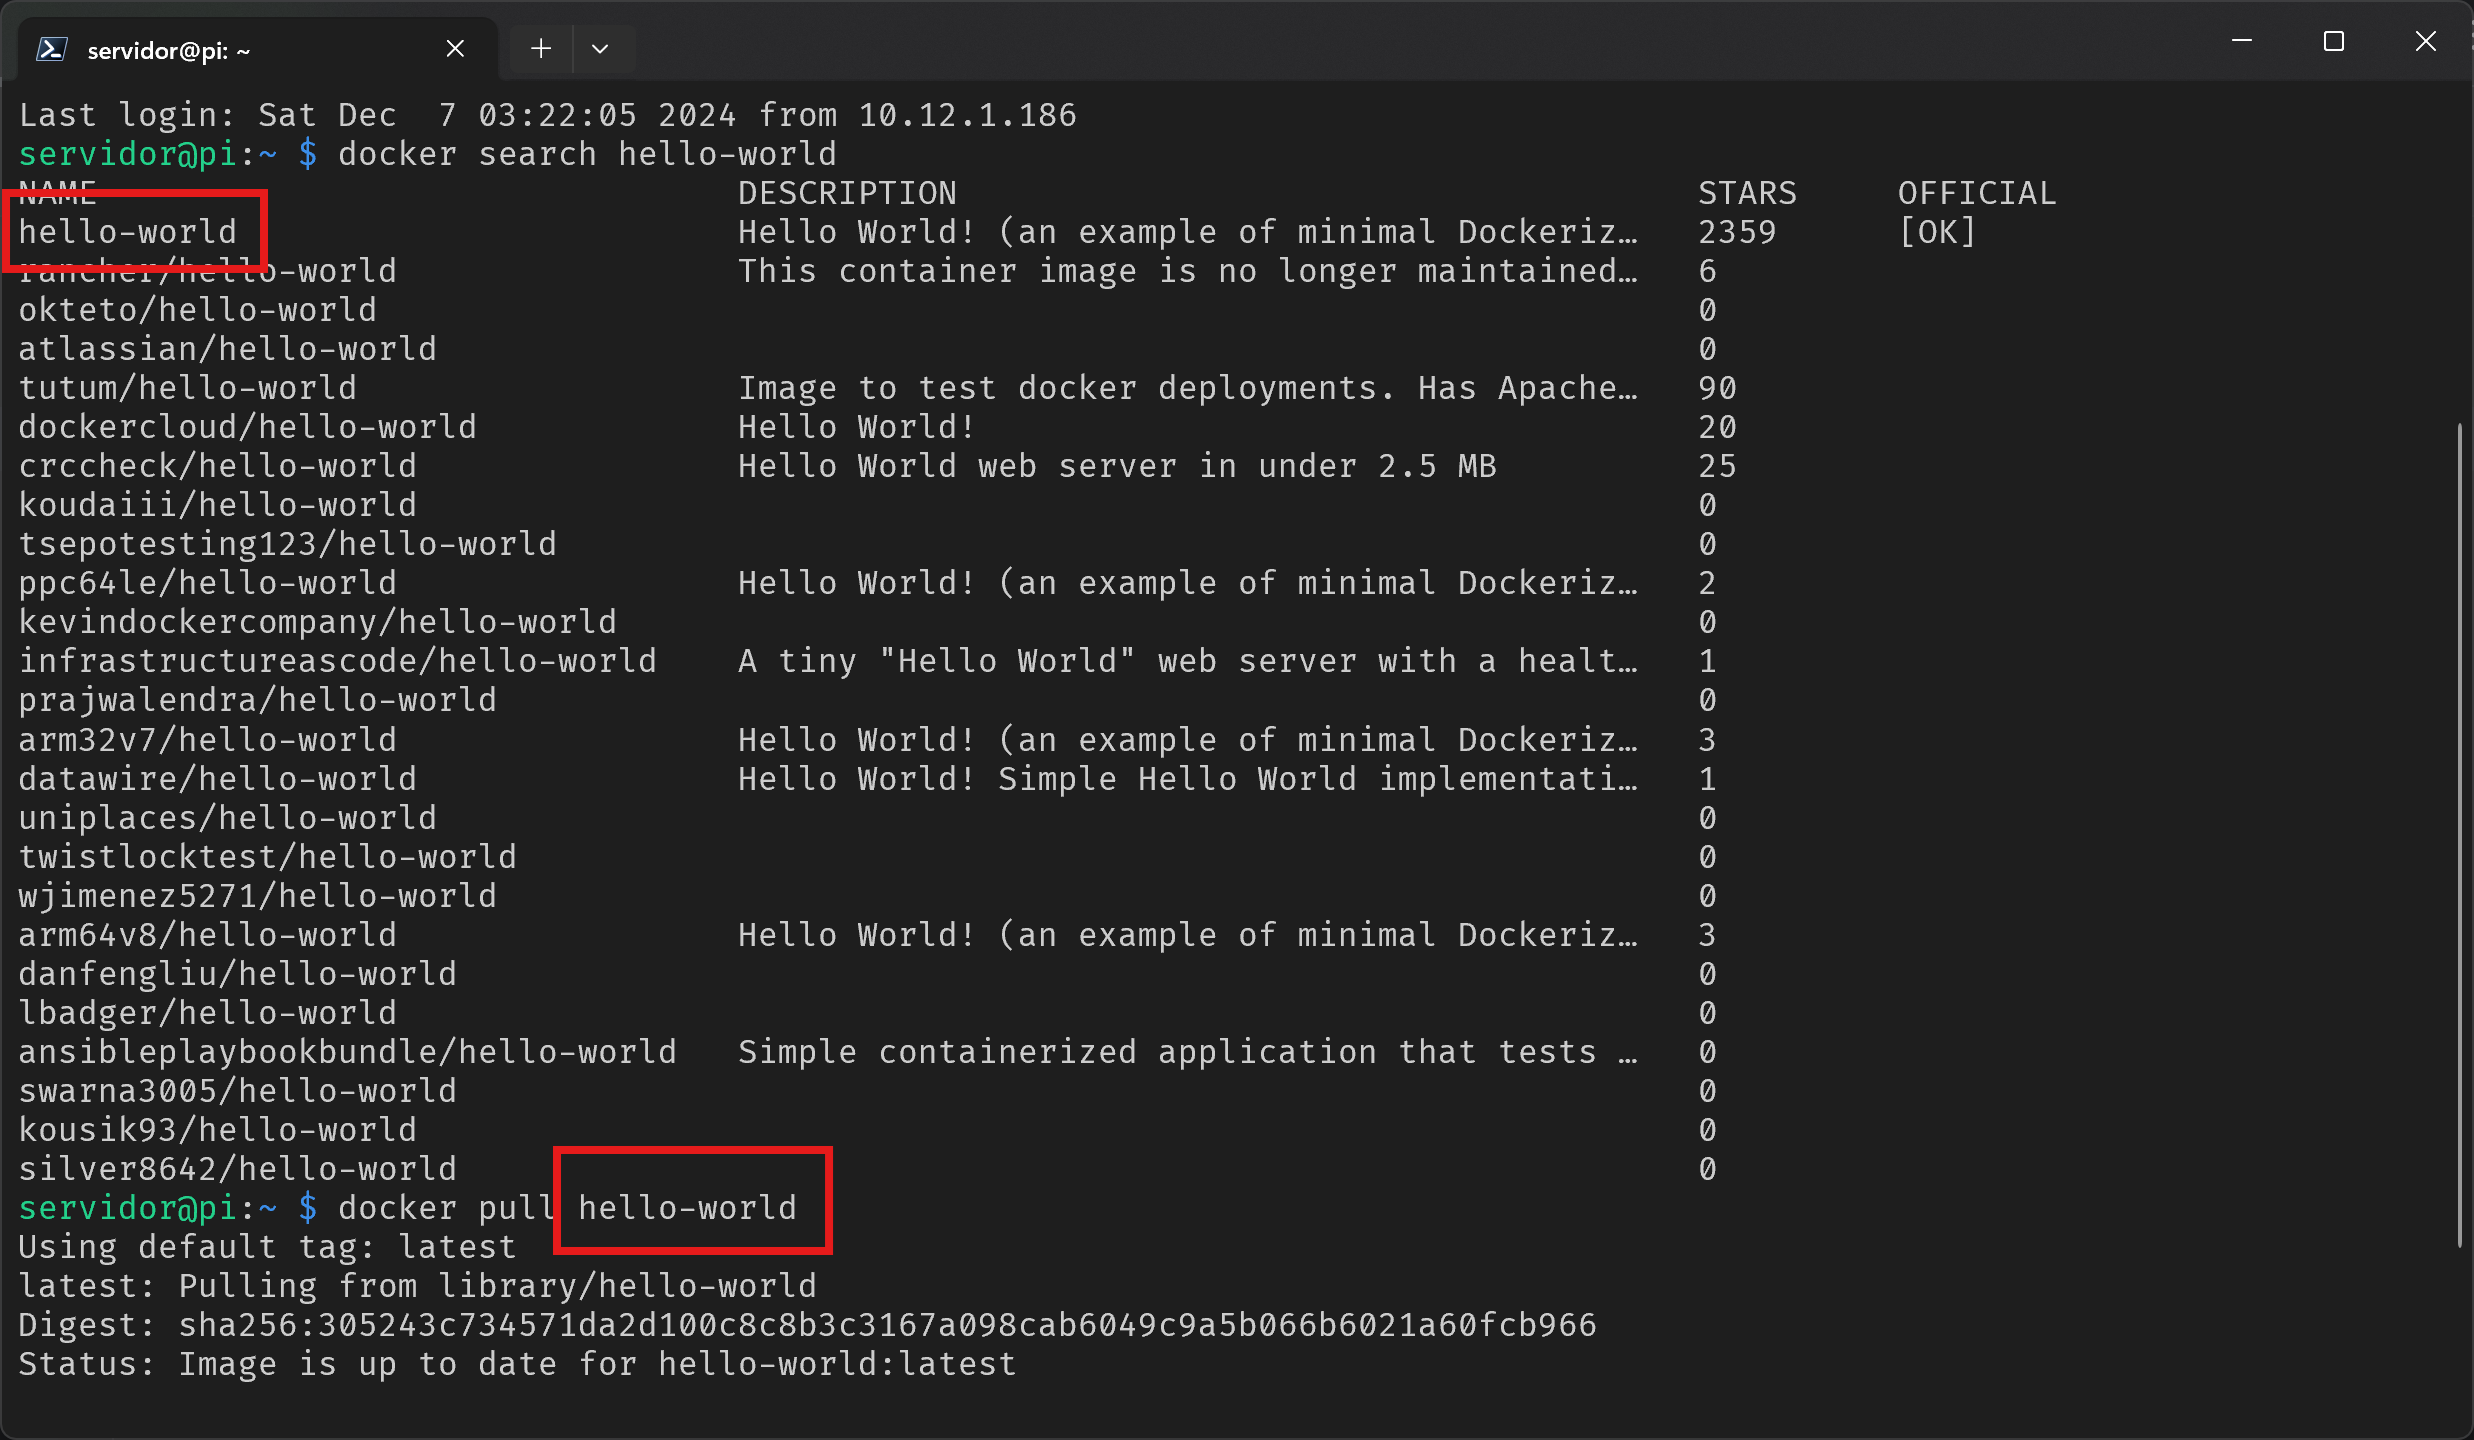 servidor@pi: ~
Last login: Sat Dec  7 03:22:05 2024 from 10.12.1.186
servidor@pi:~ $ docker search hello-world
NAME                                DESCRIPTION                                     STARS     OFFICIAL
hello-world                         Hello World! (an example of minimal Dockeriz…   2359      [OK]
rancher/hello-world                 This container image is no longer maintained…   6
okteto/hello-world                                                                  0
atlassian/hello-world                                                               0
tutum/hello-world                   Image to test docker deployments. Has Apache…   90
dockercloud/hello-world             Hello World!                                    20
crccheck/hello-world                Hello World web server in under 2.5 MB          25
koudaiii/hello-world                                                                0
tsepotesting123/hello-world                                                         0
ppc64le/hello-world                 Hello World! (an example of minimal Dockeriz…   2
kevindockercompany/hello-world                                                      0
infrastructureascode/hello-world    A tiny "Hello World" web server with a healt…   1
prajwalendra/hello-world                                                            0
arm32v7/hello-world                 Hello World! (an example of minimal Dockeriz…   3
datawire/hello-world                Hello World! Simple Hello World implementati…   1
uniplaces/hello-world                                                               0
twistlocktest/hello-world                                                           0
wjimenez5271/hello-world                                                            0
arm64v8/hello-world                 Hello World! (an example of minimal Dockeriz…   3
danfengliu/hello-world                                                              0
lbadger/hello-world                                                                 0
ansibleplaybookbundle/hello-world   Simple containerized application that tests …   0
swarna3005/hello-world                                                              0
kousik93/hello-world                                                                0
silver8642/hello-world                                                              0
servidor@pi:~ $ docker pull hello-world
Using default tag: latest
latest: Pulling from library/hello-world
Digest: sha256:305243c734571da2d100c8c8b3c3167a098cab6049c9a5b066b6021a60fcb966
Status: Image is up to date for hello-world:latest